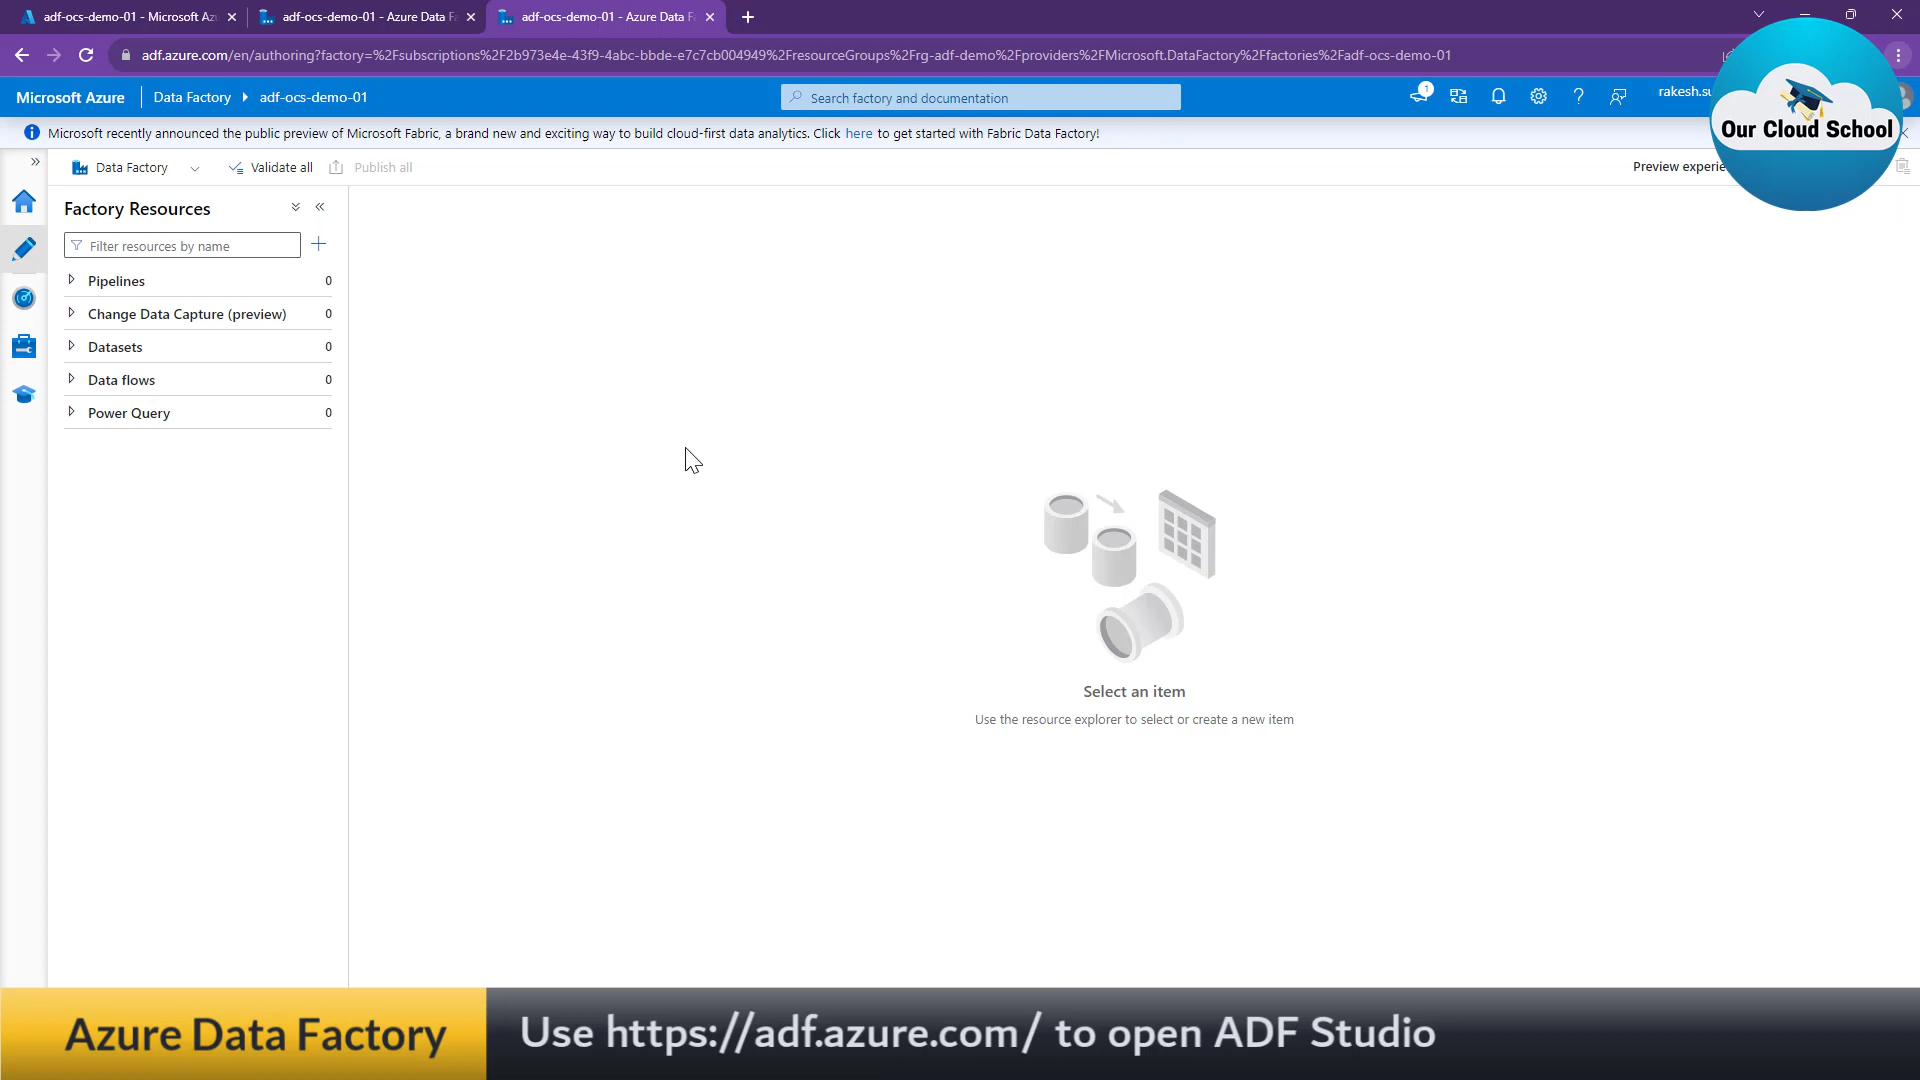 adf-ocs-demo-01 - Microsoft Az
adf-ocs-demo-01 - Azure Data F
adf-ocs-demo-01 - Azure Data F
adf.azure.com/en/authoring?factory=%2Fsubscriptions%2F2b973e4e-43f9-4abc-bbde-e7c7cb004949%2FresourceGroups%2Frg-adf-demo%2Fproviders%2FMicrosoft.DataFactory%2Ffactories%2Fadf-ocs-demo-01
Microsoft Azure
Data Factory
adf-ocs-demo-01
Search factory and documentation
1
rakesh.su
Our Cloud School
Microsoft recently announced the public preview of Microsoft Fabric, a brand new and exciting way to build cloud-first data analytics. Click here to get started with Fabric Data Factory!
Data Factory
Validate all
Publish all
Preview experie
Factory Resources
Filter resources by name
Pipelines 0
Change Data Capture (preview) 0
Datasets 0
Data flows 0
Power Query 0
Select an item
Use the resource explorer to select or create a new item
Azure Data Factory
Use https://adf.azure.com/ to open ADF Studio